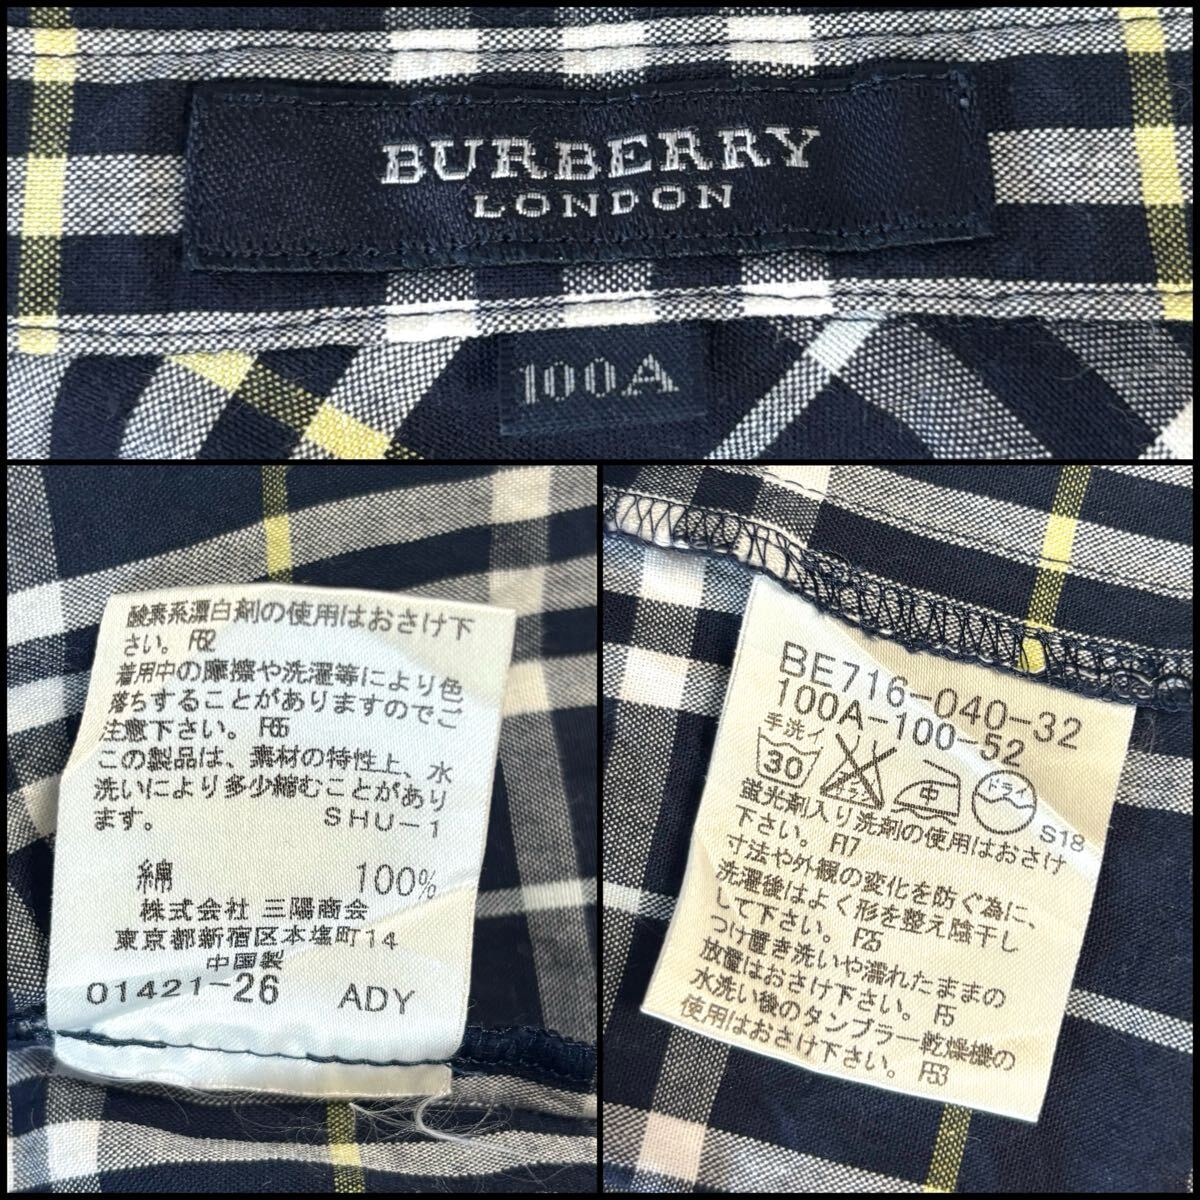 BURBERRY
LONDON
100A
酸素系漂白剤の使用はおさけ下
さい。F62
着用中の摩擦や洗濯等により色
落ちすることがありますのでご
注意下さい。F65
この製品は、素材の特性上、水
洗いにより多少縮むことがあり
ます。 SHU-1
綿 100%
株式会社 三陽商会
東京都新宿区本塩町14
中国製
01421-26 ADY
BE716-040-32
100A-100-52
手洗イ
30
エンソ
サラシ
中
ドライ
S18
蛍光剤入り洗剤の使用はおさけ
下さい。F17
寸法や外観の変化を防ぐ為に、
洗濯後はよく形を整え陰干し
して下さい。F25
つけ置き洗いや濡れたままの
放置はおさけ下さい。F5
水洗い後のタンブラー乾燥機の
使用はおさけ下さい。F53